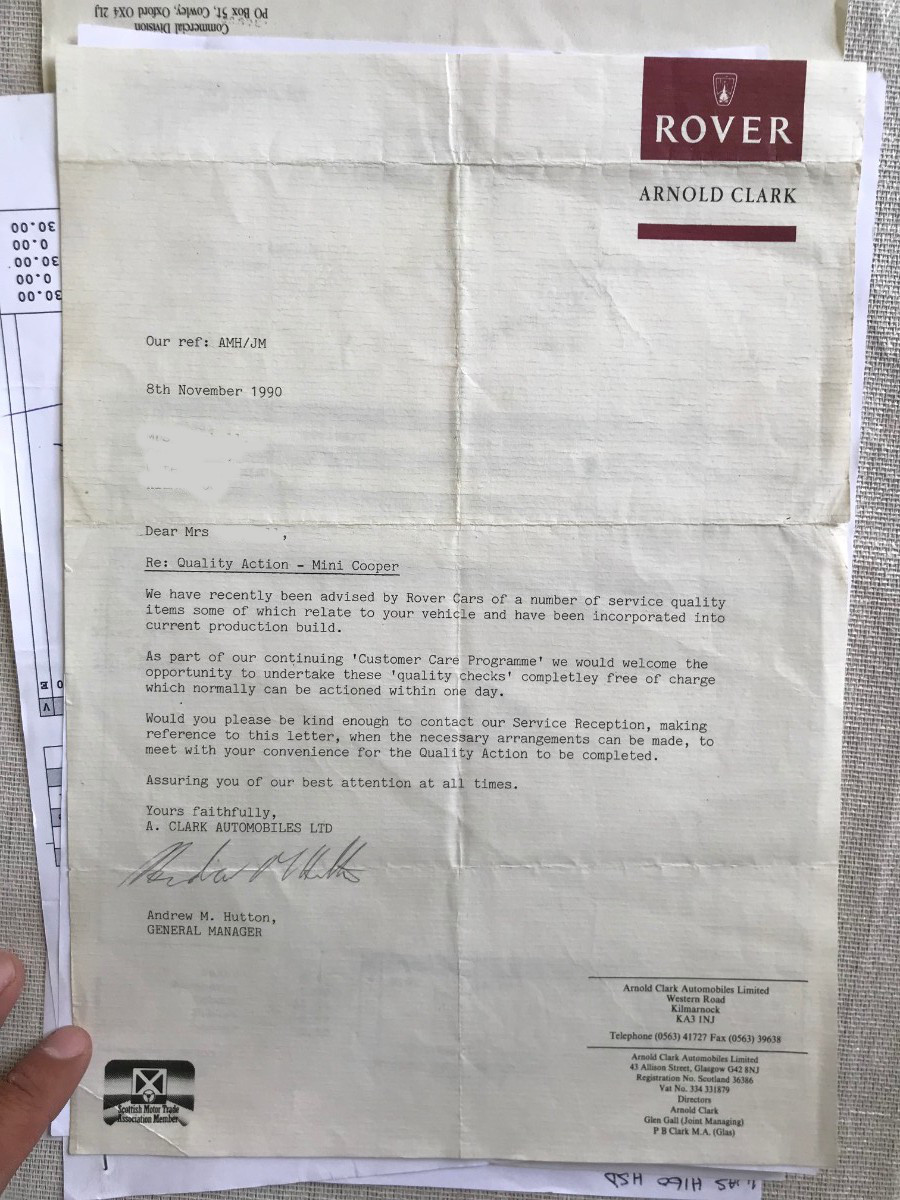 Commercial Division
PO Box 51, Cowley, Oxford OX4 2LJ
ROVER
ARNOLD CLARK
30.00
0.00
30.00
0.00
30.00
Our ref: AMH/JM
8th November 1990
Dear Mrs ,
Re: Quality Action - Mini Cooper
We have recently been advised by Rover Cars of a number of service quality
items some of which relate to your vehicle and have been incorporated into
current production build.
As part of our continuing 'Customer Care Programme' we would welcome the
opportunity to undertake these 'quality checks' completley free of charge
which normally can be actioned within one day.
Would you please be kind enough to contact our Service Reception, making
reference to this letter, when the necessary arrangements can be made, to
meet with your convenience for the Quality Action to be completed.
Assuring you of our best attention at all times.
Yours faithfully,
A. CLARK AUTOMOBILES LTD
Andrew M Hutton
Andrew M. Hutton,
GENERAL MANAGER
Arnold Clark Automobiles Limited
Western Road
Kilmarnock
KA3 1NJ
Telephone (0563) 41727 Fax (0563) 39638
Arnold Clark Automobiles Limited
43 Allison Street, Glasgow G42 8NJ
Registration No. Scotland 36386
Vat No. 334 331879
Directors
Arnold Clark
Glen Gall (Joint Managing)
P B Clark M.A. (Glas)
Scottish Motor Trade
Association Member
H160 HSD